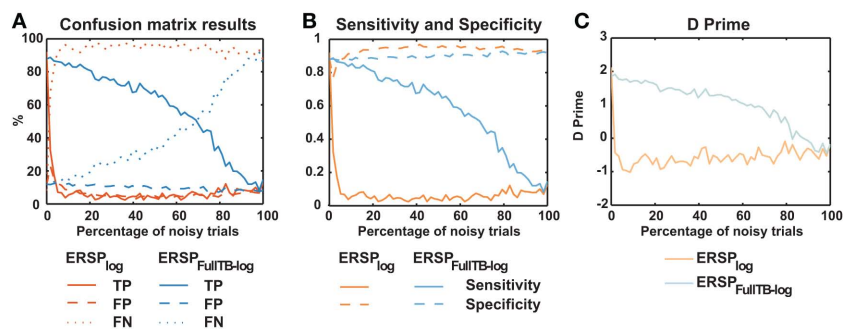 A Confusion matrix results
100
80
60
40
20
0
%
0 20 40 60 80 100
Percentage of noisy trials
ERSPlog ERSPFullTB-log
TP TP
FP FP
FN FN
B Sensitivity and Specificity
1
0.8
0.6
0.4
0.2
0
0 20 40 60 80 100
Percentage of noisy trials
ERSPlog ERSPFullTB-log
Sensitivity
Specificity
C D Prime
3
2
1
0
-1
-2
D Prime
0 20 40 60 80 100
Percentage of noisy trials
ERSPlog
ERSPFullTB-log